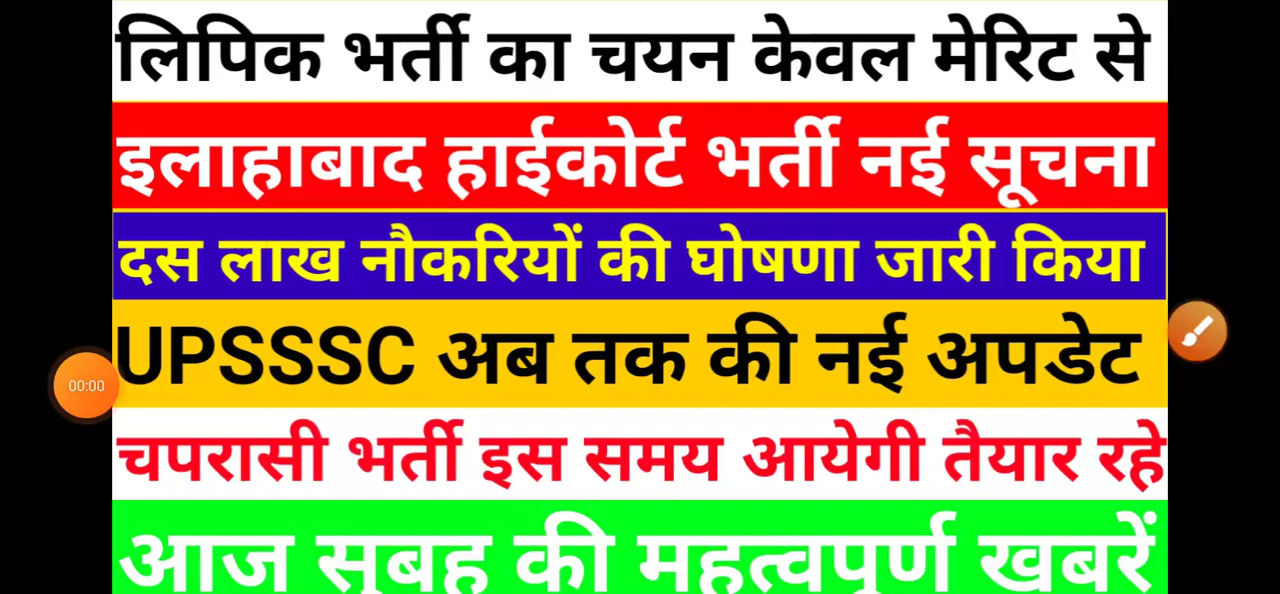 लिपिक भर्ती का चयन केवल मेरिट से
इलाहाबाद हाईकोर्ट भर्ती नई सूचना
दस लाख नौकरियों की घोषणा जारी किया
UPSSSC अब तक की नई अपडेट
00:00
चपरासी भर्ती इस समय आयेगी तैयार रहे
आज सुबह की महत्वपूर्ण खबरें